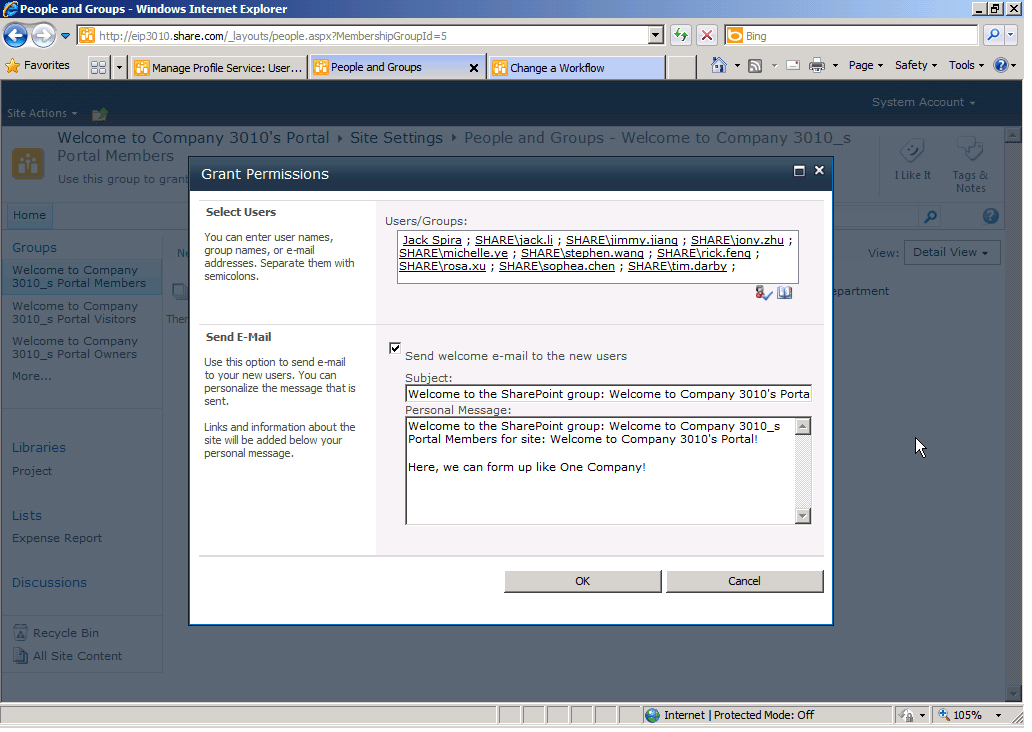 People and Groups - Windows Internet Explorer
http://eip3010.share.com/_layouts/people.aspx?MembershipGroupId=5
Bing
Favorites
Manage Profile Service: User...
People and Groups
Change a Workflow
Page
Safety
Tools
Site Actions
System Account
Welcome to Company 3010's Portal
Site Settings
People and Groups - Welcome to Company 3010_s
Portal Members
Use this group to grant
I Like It
Tags &
Notes
Home
Groups
Welcome to Company
3010_s Portal Members
Welcome to Company
3010_s Portal Visitors
Welcome to Company
3010_s Portal Owners
More...
Libraries
Project
Lists
Expense Report
Discussions
Recycle Bin
All Site Content
View:
Detail View
epartment
Grant Permissions
Select Users
You can enter user names,
group names, or e-mail
addresses. Separate them with
semicolons.
Users/Groups:
Jack Spira ; SHARE\jack.li ; SHARE\jimmy.jiang ; SHARE\jony.zhu ;
SHARE\michelle.ye ; SHARE\stephen.wang ; SHARE\rick.feng ;
SHARE\rosa.xu ; SHARE\sophea.chen ; SHARE\tim.darby ;
Send E-Mail
Use this option to send e-mail
to your new users. You can
personalize the message that is
sent.
Links and information about the
site will be added below your
personal message.
Send welcome e-mail to the new users
Subject:
Welcome to the SharePoint group: Welcome to Company 3010's Porta
Personal Message:
Welcome to the SharePoint group: Welcome to Company 3010_s
Portal Members for site: Welcome to Company 3010's Portal!
Here, we can form up like One Company!
OK
Cancel
Internet | Protected Mode: Off
105%